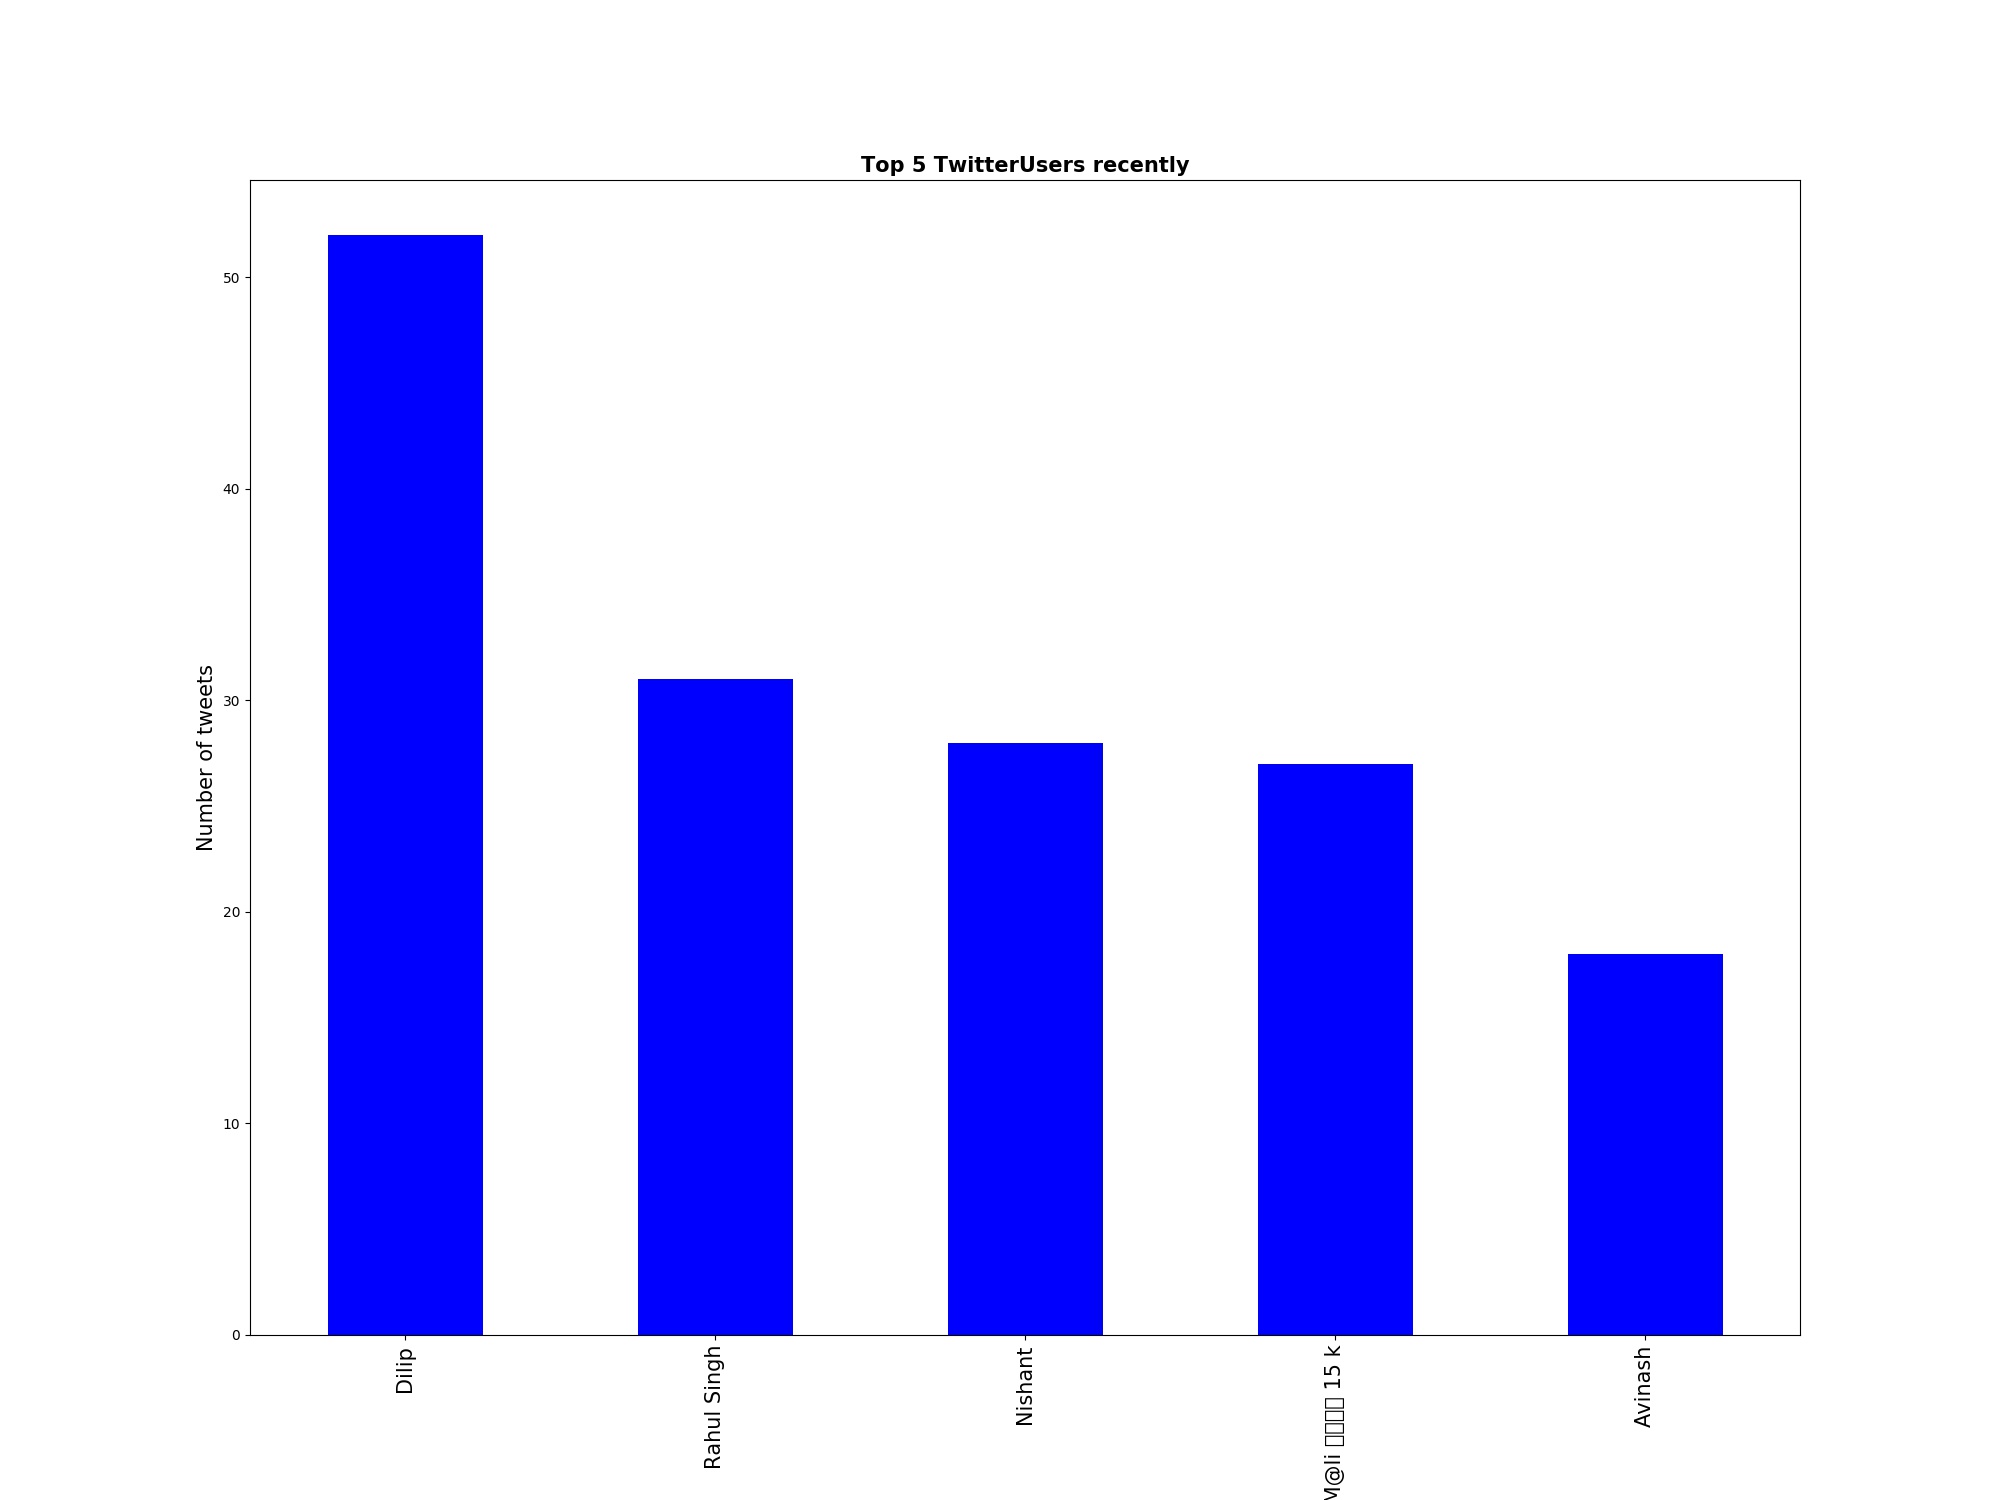 Top 5 TwitterUsers recently
Number of tweets
50
40
30
20
10
0
Dilip
Rahul Singh
Nishant
M@li 15 k
Avinash